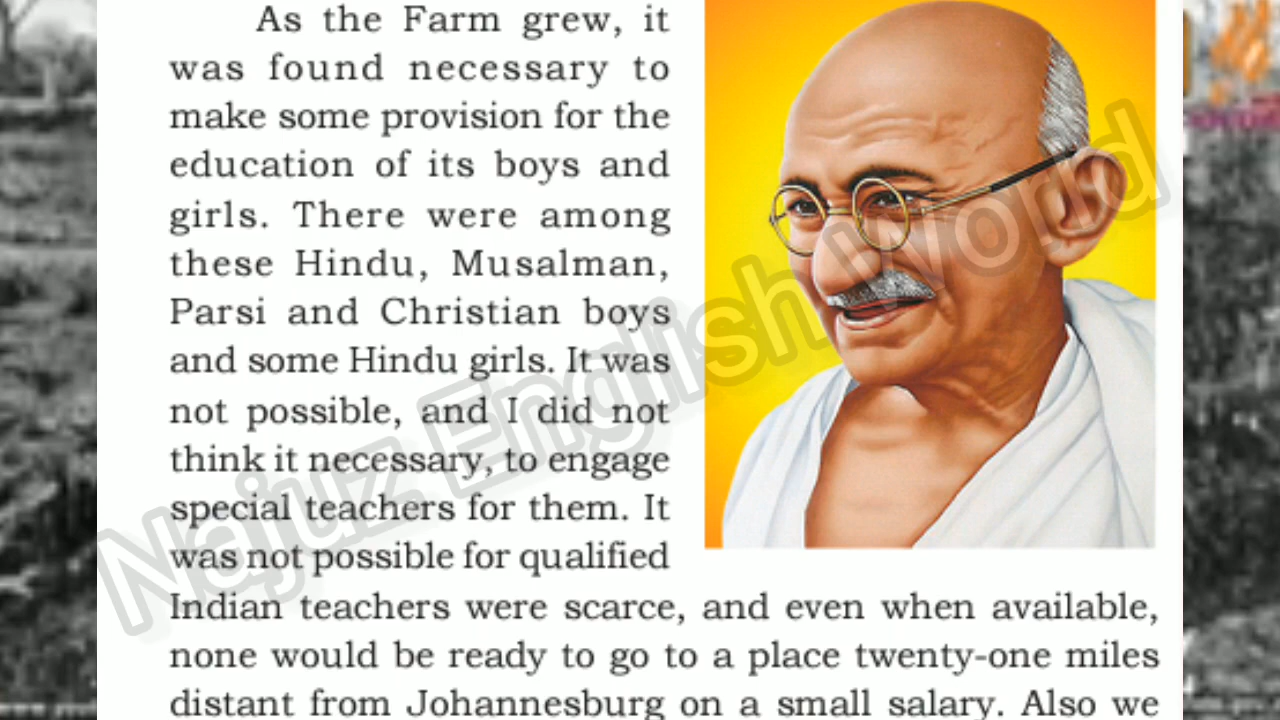 As the Farm grew, it
was found necessary to
make some provision for the
education of its boys and
girls. There were among
these Hindu, Musalman,
Parsi and Christian boys
and some Hindu girls. It was
not possible, and I did not
think it necessary, to engage
special teachers for them. It
was not possible for qualified
Indian teachers were scarce, and even when available,
none would be ready to go to a place twenty-one miles
distant from Johannesburg on a small salary. Also we
Najuz English World